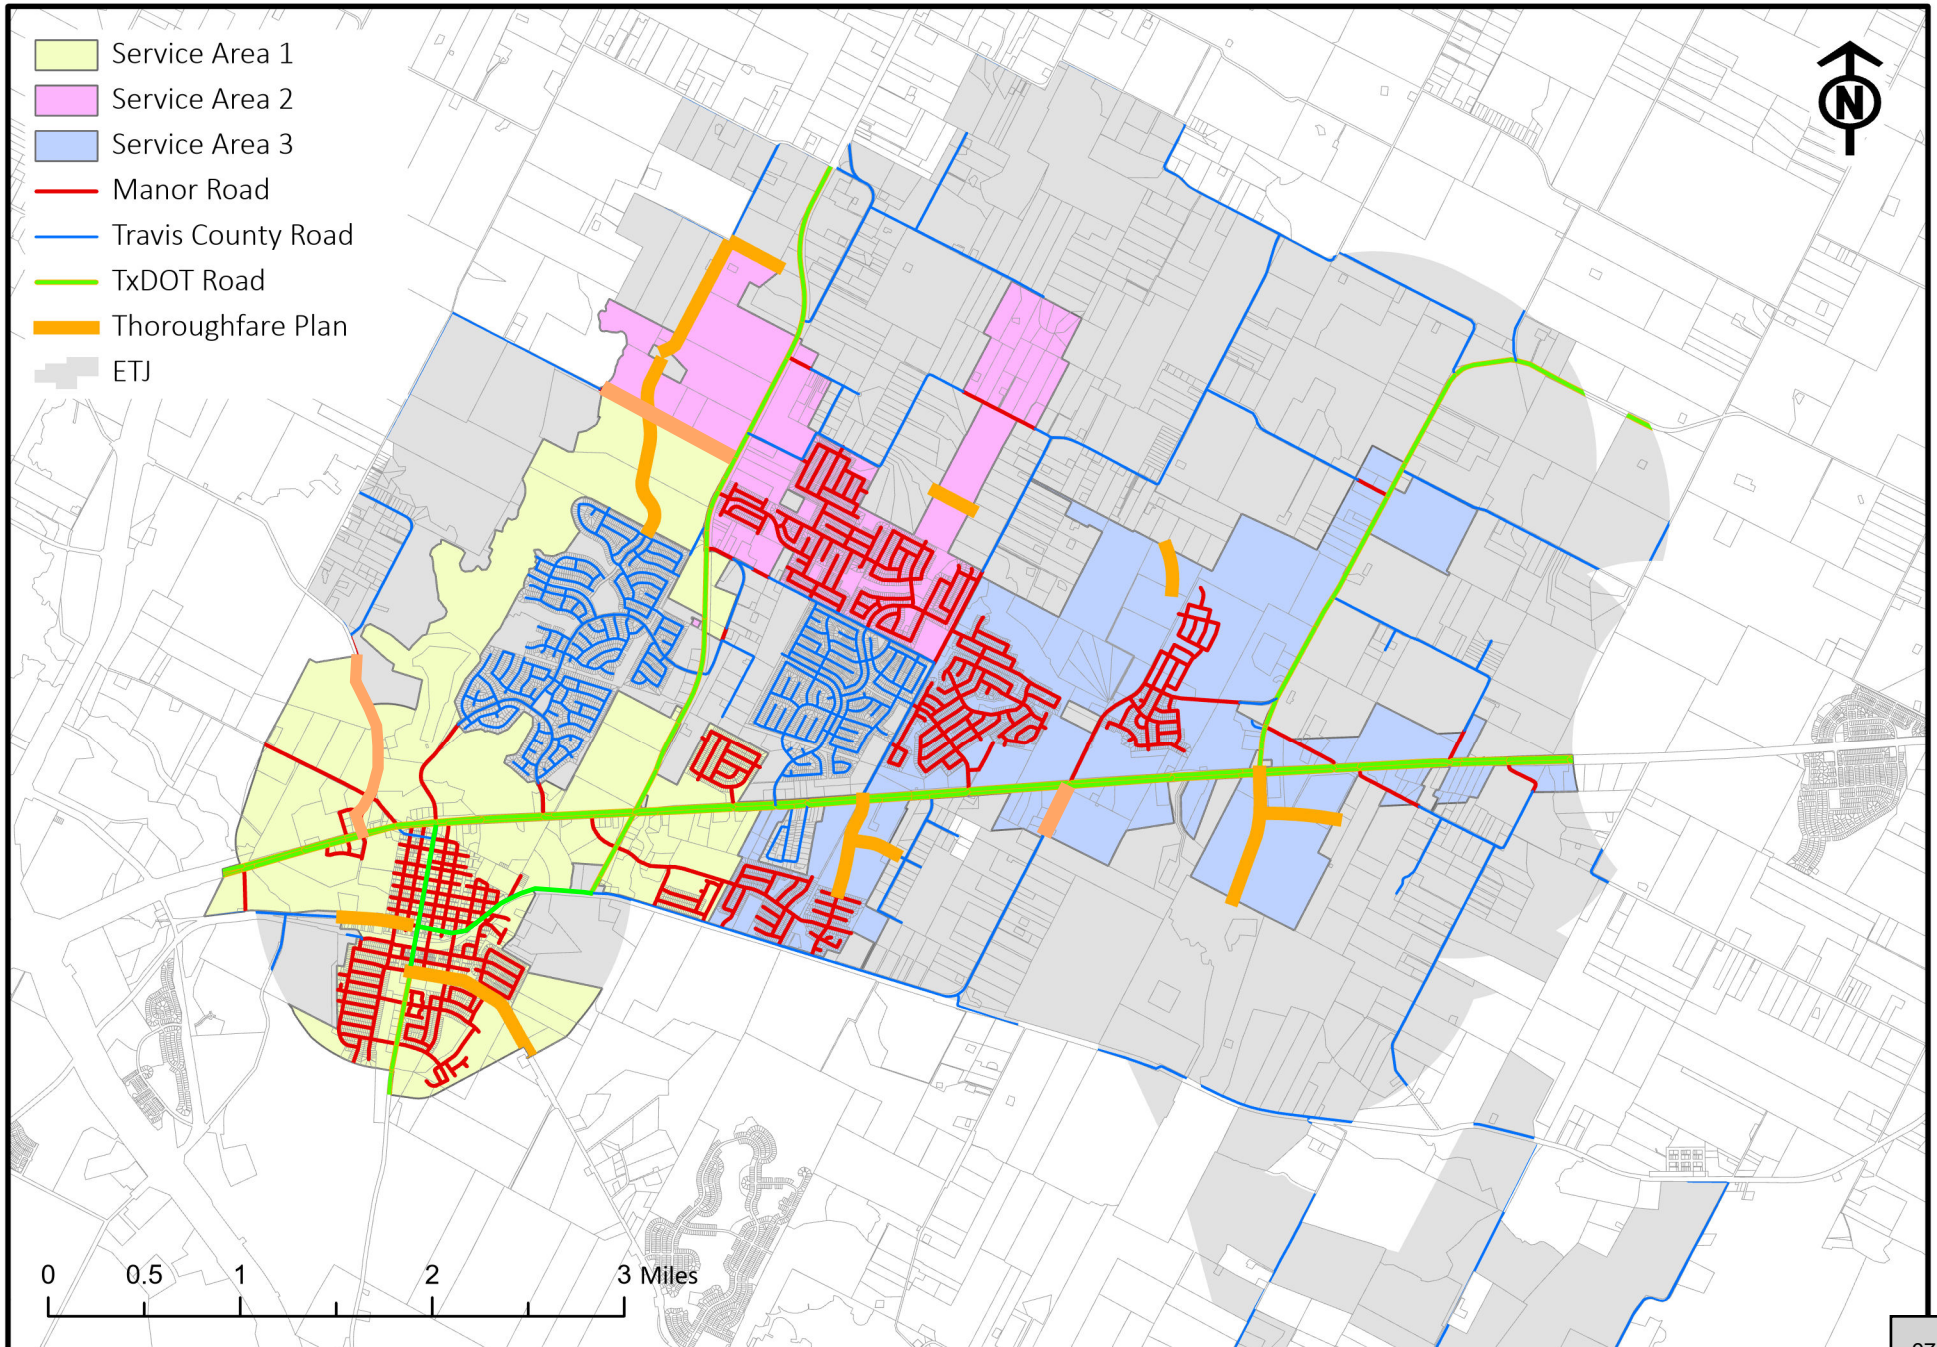 Service Area 1
Service Area 2
Service Area 3
Manor Road
Travis County Road
TxDOT Road
Thoroughfare Plan
ETJ
N
0 0.5 1 2 3 Miles